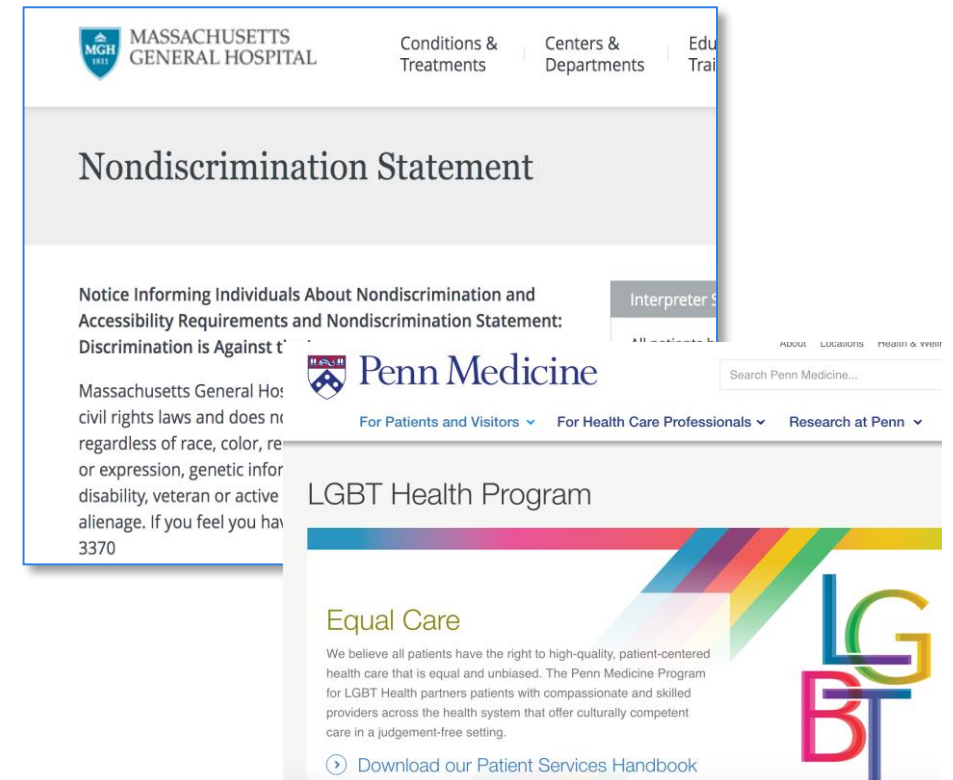 MGH
1811
MASSACHUSETTS
GENERAL HOSPITAL
Conditions &
Treatments
Centers &
Departments
Edu
Trai
Nondiscrimination Statement
Notice Informing Individuals About Nondiscrimination and
Accessibility Requirements and Nondiscrimination Statement:
Discrimination is Against t
Interpreter S
Massachusetts General Hos
civil rights laws and does no
regardless of race, color, re
or expression, genetic infor
disability, veteran or active
alienage. If you feel you hav
3370
About Locations Health & Welln
Penn Medicine
Search Penn Medicine...
For Patients and Visitors
For Health Care Professionals
Research at Penn
LGBT Health Program
Equal Care
We believe all patients have the right to high-quality, patient-centered
health care that is equal and unbiased. The Penn Medicine Program
for LGBT Health partners patients with compassionate and skilled
providers across the health system that offer culturally competent
care in a judgement-free setting.
Download our Patient Services Handbook
LG
BT